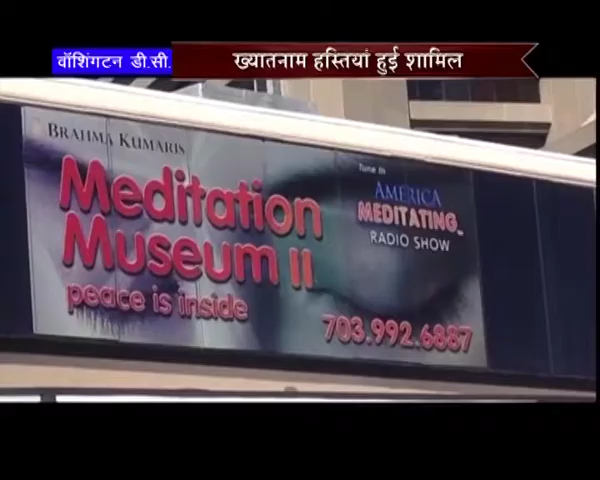 वॉशिंगटन डी.सी.
ख्यातनाम हस्तियां हुई शामिल
BRAHMA KUMARIS
Meditation
Museum II
peace is inside
Tune In
AMERICA
MEDITATING
RADIO SHOW
703.992.6887